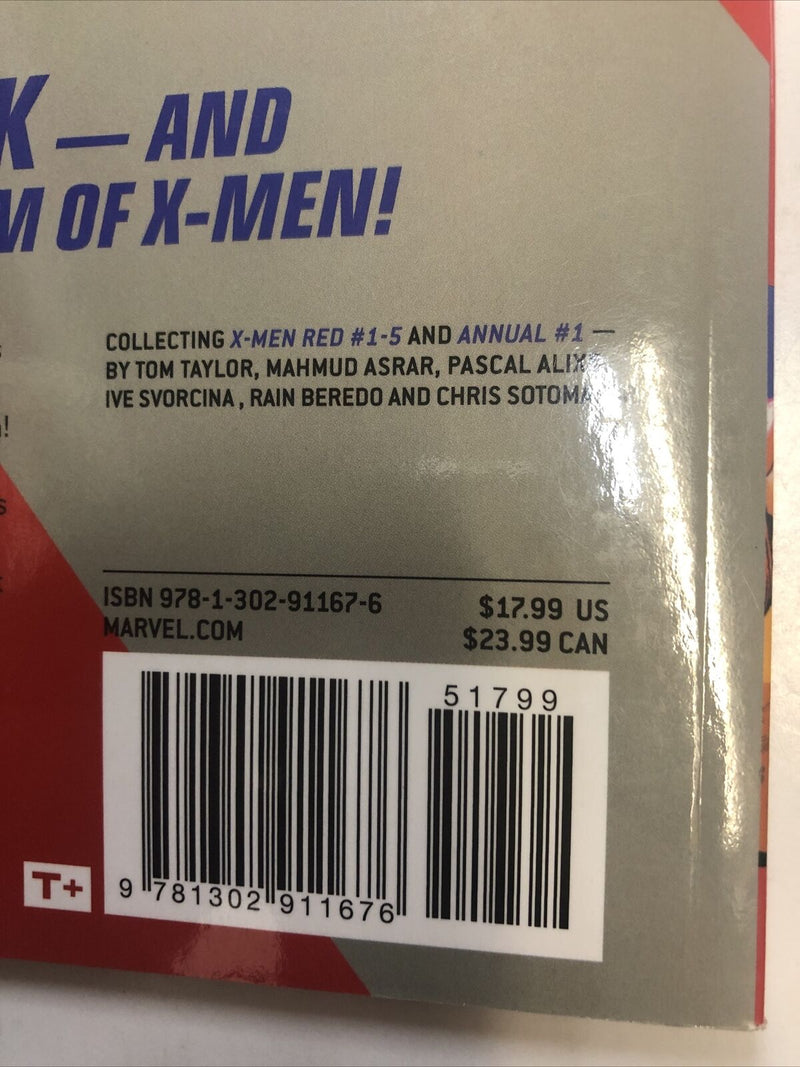 K — AND
M OF X-MEN!
COLLECTING X-MEN RED #1-5 AND ANNUAL #1 —
BY TOM TAYLOR, MAHMUD ASRAR, PASCAL ALIXE,
IVE SVORCINA, RAIN BEREDO AND CHRIS
!
s
ISBN 978-1-302-91167-6
MARVEL.COM
$17.99 US
$23.99 CAN
51799
9 781302 911676
T+